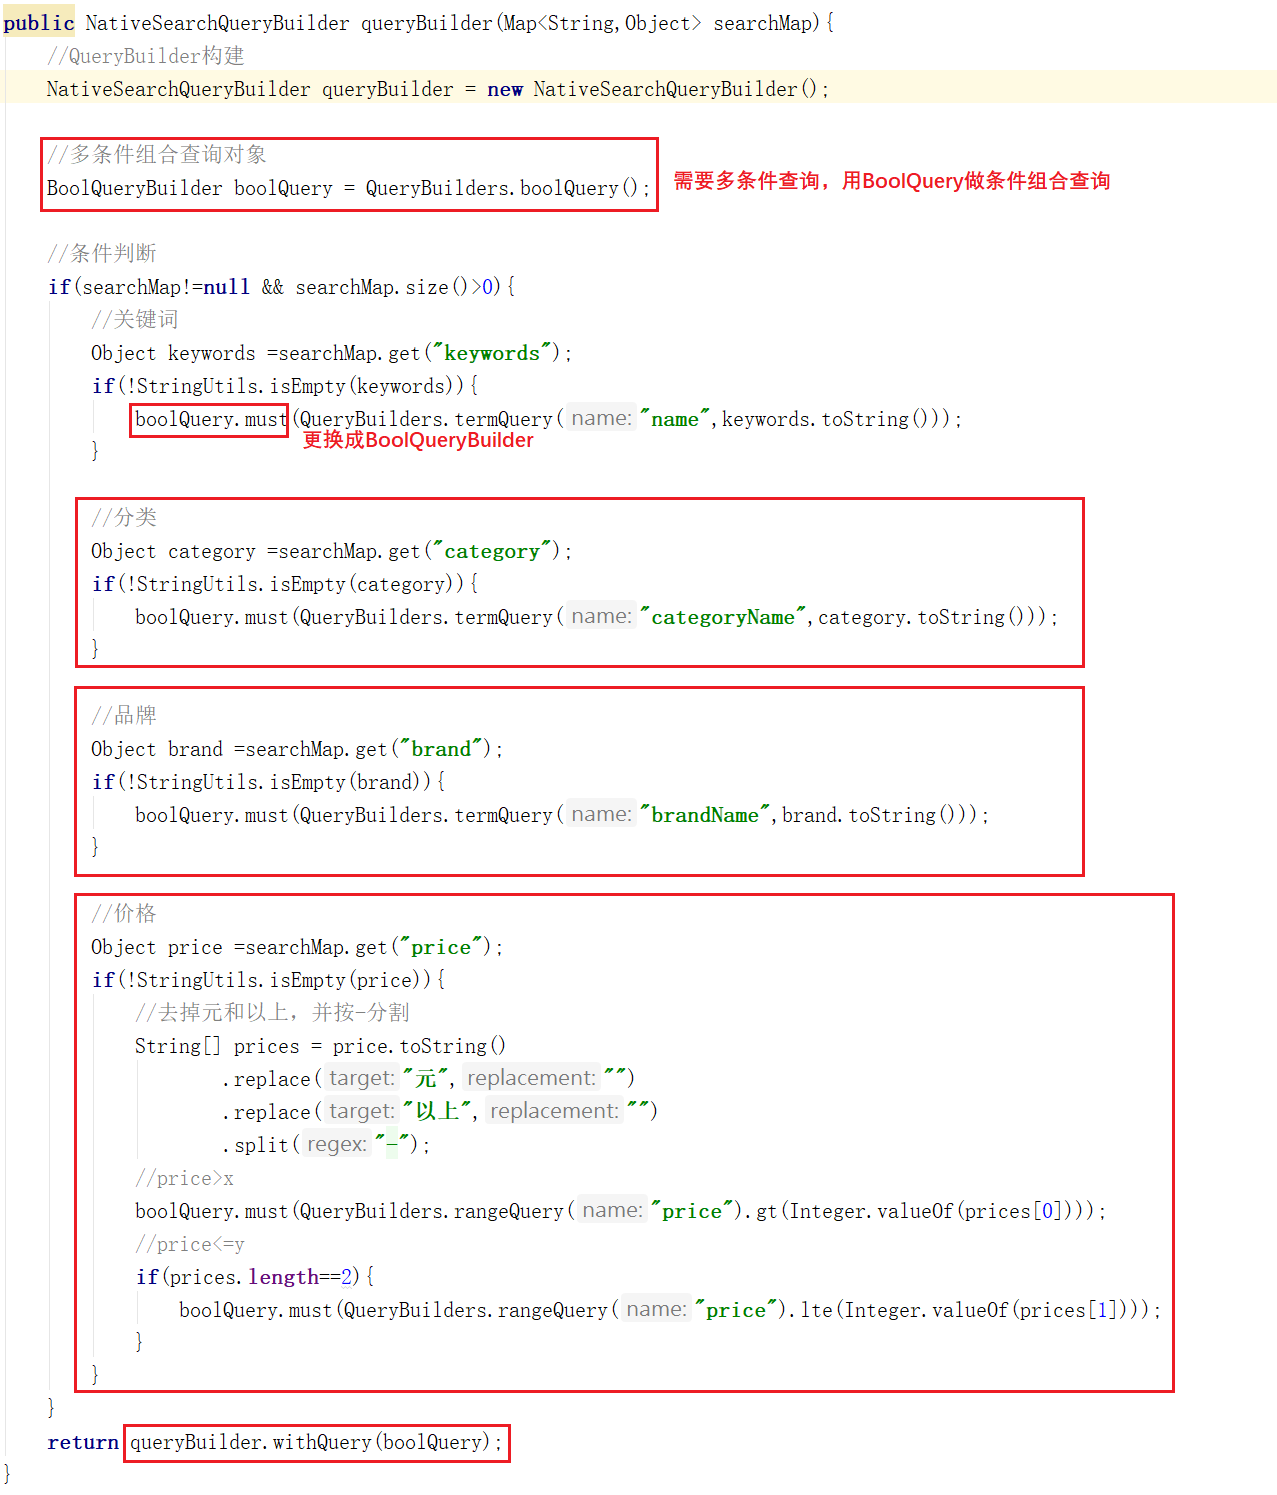 public NativeSearchQueryBuilder queryBuilder(Map<String,Object> searchMap){
//QueryBuilder构建
NativeSearchQueryBuilder queryBuilder = new NativeSearchQueryBuilder();
//多条件组合查询对象
BoolQueryBuilder boolQuery = QueryBuilders.boolQuery();
需要多条件查询，用BoolQuery做条件组合查询
//条件判断
if(searchMap!=null && searchMap.size()>0){
//关键词
Object keywords =searchMap.get("keywords");
if(!StringUtils.isEmpty(keywords)){
boolQuery.must(QueryBuilders.termQuery( name: "name",keywords.toString()));
更换成BoolQueryBuilder
}
//分类
Object category =searchMap.get("category");
if(!StringUtils.isEmpty(category)){
boolQuery.must(QueryBuilders.termQuery( name: "categoryName",category.toString()));
}
//品牌
Object brand =searchMap.get("brand");
if(!StringUtils.isEmpty(brand)){
boolQuery.must(QueryBuilders.termQuery( name: "brandName",brand.toString()));
}
//价格
Object price =searchMap.get("price");
if(!StringUtils.isEmpty(price)){
//去掉元和以上，并按-分割
String[] prices = price.toString()
.replace( target: "元", replacement: "")
.replace( target: "以上", replacement: "")
.split( regex: "-");
//price>x
boolQuery.must(QueryBuilders.rangeQuery( name: "price").gt(Integer.valueOf(prices[0])));
//price<=y
if(prices.length==2){
boolQuery.must(QueryBuilders.rangeQuery( name: "price").lte(Integer.valueOf(prices[1])));
}
}
}
return queryBuilder.withQuery(boolQuery);
}